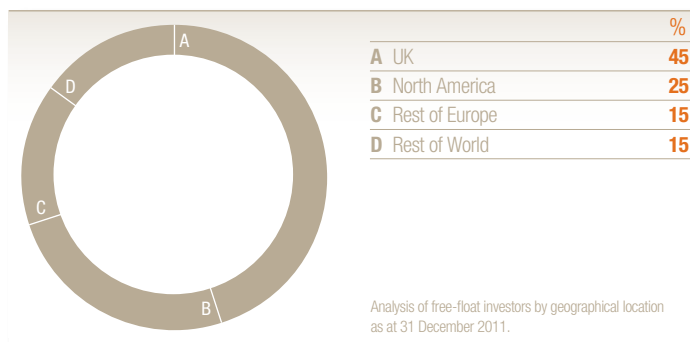 A
D
C
B
%
A UK 45
B North America 25
C Rest of Europe 15
D Rest of World 15
Analysis of free-float investors by geographical location
as at 31 December 2011.